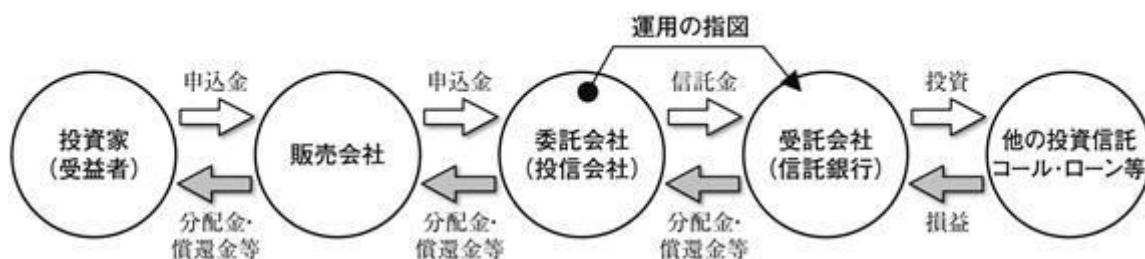 運用の指図
申込金
申込金
信託金
投資
投資家
(受益者)
販売会社
委託会社
(投信会社)
受託会社
(信託銀行)
他の投資信託
コール・ローン等
分配金・
償還金等
分配金・
償還金等
分配金・
償還金等
損益